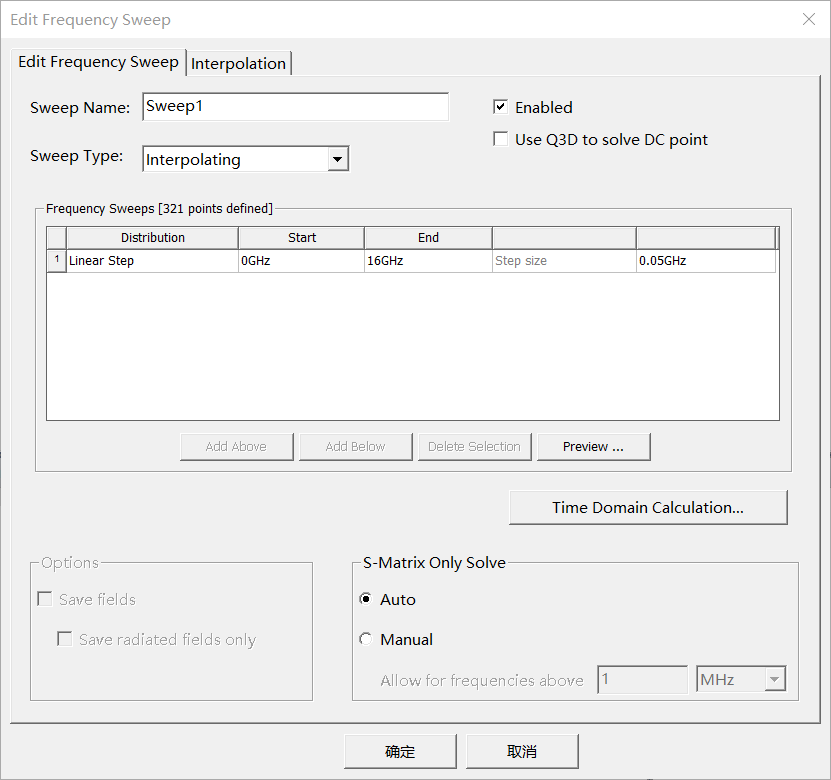 Edit Frequency Sweep
Edit Frequency Sweep Interpolation
Sweep Name: Sweep1
Enabled
Use Q3D to solve DC point
Sweep Type: Interpolating
Frequency Sweeps [321 points defined]
Distribution Start End
1 Linear Step 0GHz 16GHz Step size 0.05GHz
Add Above Add Below Delete Selection Preview ...
Time Domain Calculation...
Options
Save fields
Save radiated fields only
S-Matrix Only Solve
Auto
Manual
Allow for frequencies above 1 MHz
确定 取消